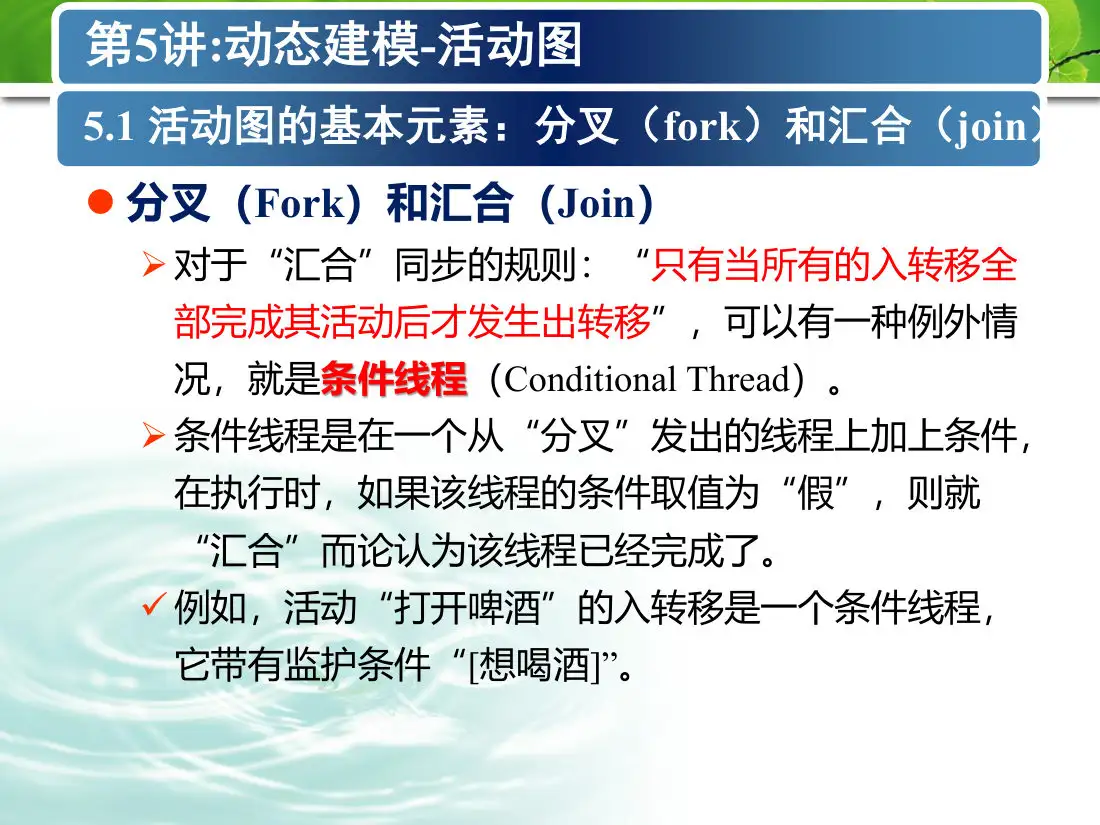 第5讲:动态建模-活动图
5.1 活动图的基本元素：分叉（fork）和汇合（join）
分叉（Fork）和汇合（Join）
对于“汇合”同步的规则：“只有当所有的入转移全
部完成其活动后才发生出转移”，可以有一种例外情
况，就是条件线程（Conditional Thread）。
条件线程是在一个从“分叉”发出的线程上加上条件，
在执行时，如果该线程的条件取值为“假”，则就
“汇合”而论认为该线程已经完成了。
例如，活动“打开啤酒”的入转移是一个条件线程，
它带有监护条件“[想喝酒]”。